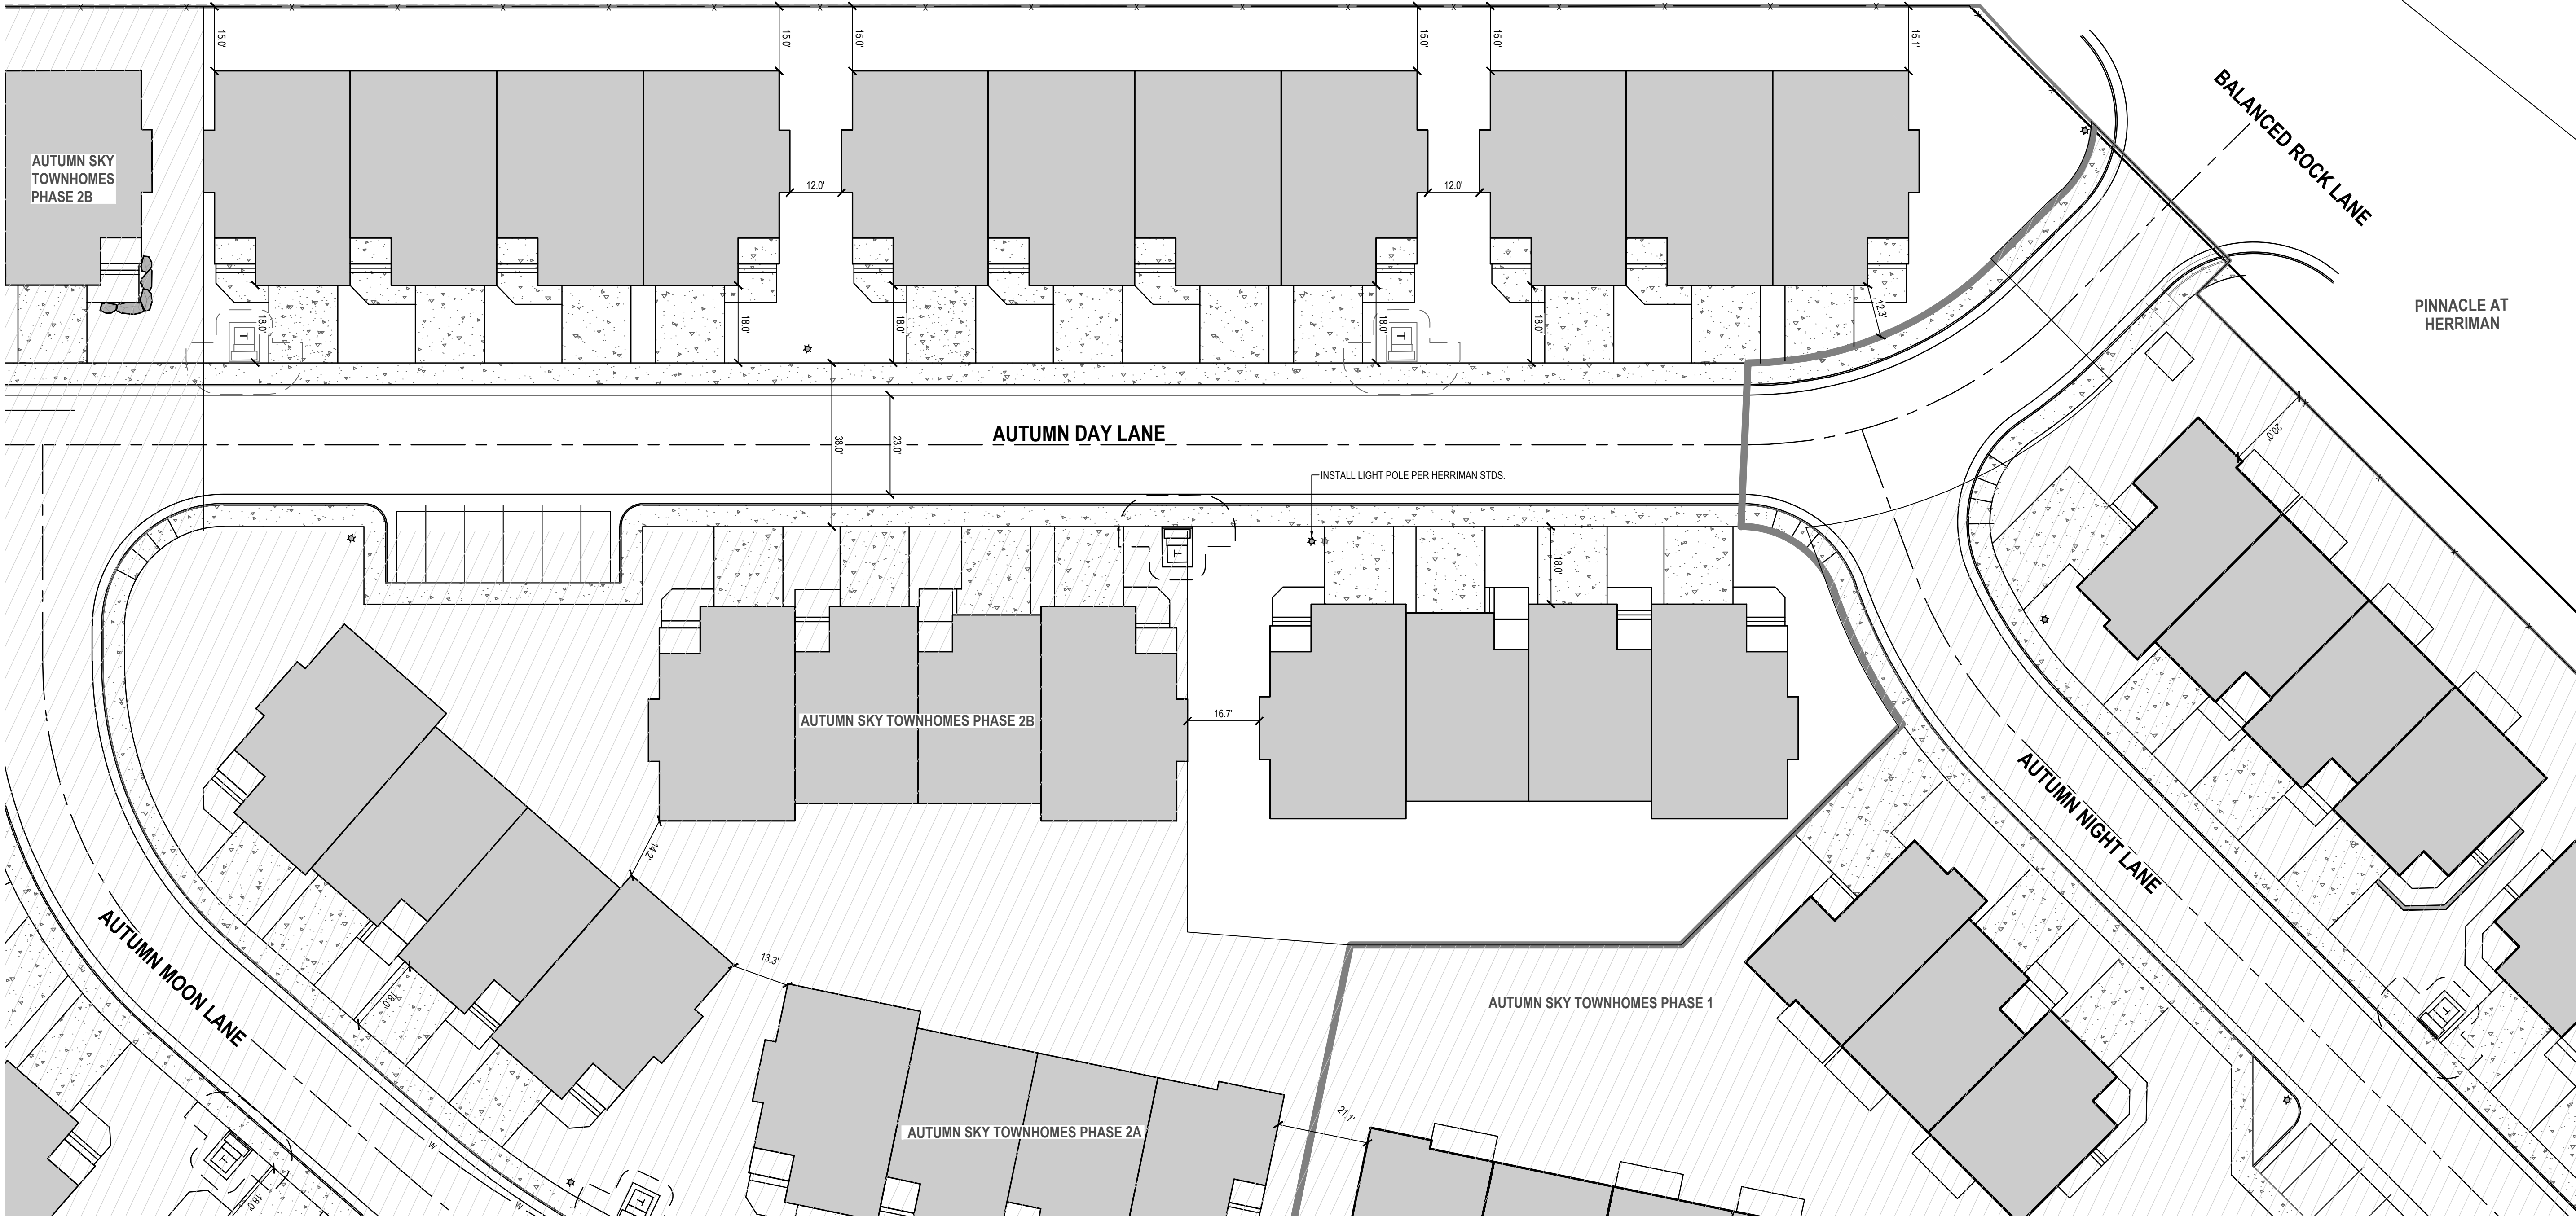 15.0'
15.0'
15.0'
15.0'
15.0'
15.1'
BALANCED ROCK LANE
AUTUMN SKY
TOWNHOMES
PHASE 2B
12.0'
12.0'
PINNACLE AT
HERRIMAN
18.0'
T
18.0'
18.0'
18.0'
T
18.0'
12.3'
20.0'
AUTUMN DAY LANE
38.0'
23.0'
INSTALL LIGHT POLE PER HERRIMAN STDS.
T
18.0'
AUTUMN SKY TOWNHOMES PHASE 2B
16.7'
AUTUMN NIGHT LANE
14.2'
AUTUMN MOON LANE
13.3'
18.0'
AUTUMN SKY TOWNHOMES PHASE 1
T
AUTUMN SKY TOWNHOMES PHASE 2A
21.1'
W
T
18.0'
T
W